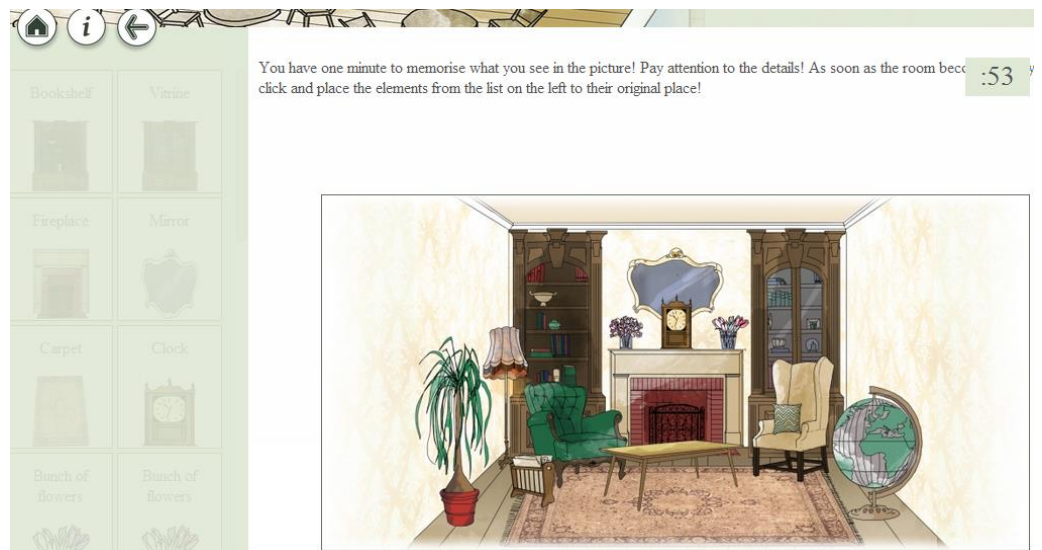 i
You have one minute to memorise what you see in the picture! Pay attention to the details! As soon as the room
click and place the elements from the list on the left to their original place!
:53
Bookshelf
Vitrine
Fireplace
Mirror
Carpet
Clock
Bunch of
flowers
Bunch of
flowers